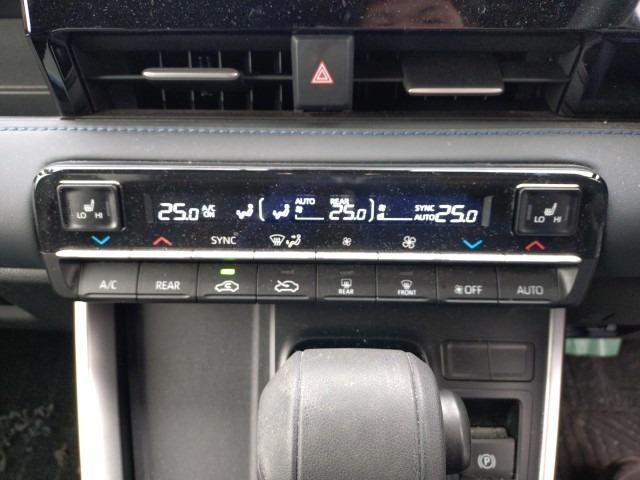 LO HI
25.0 A/C ON
AUTO
REAR 25.0
SYNC AUTO 25.0
LO HI
SYNC
A/C REAR REAR FRONT OFF AUTO
P